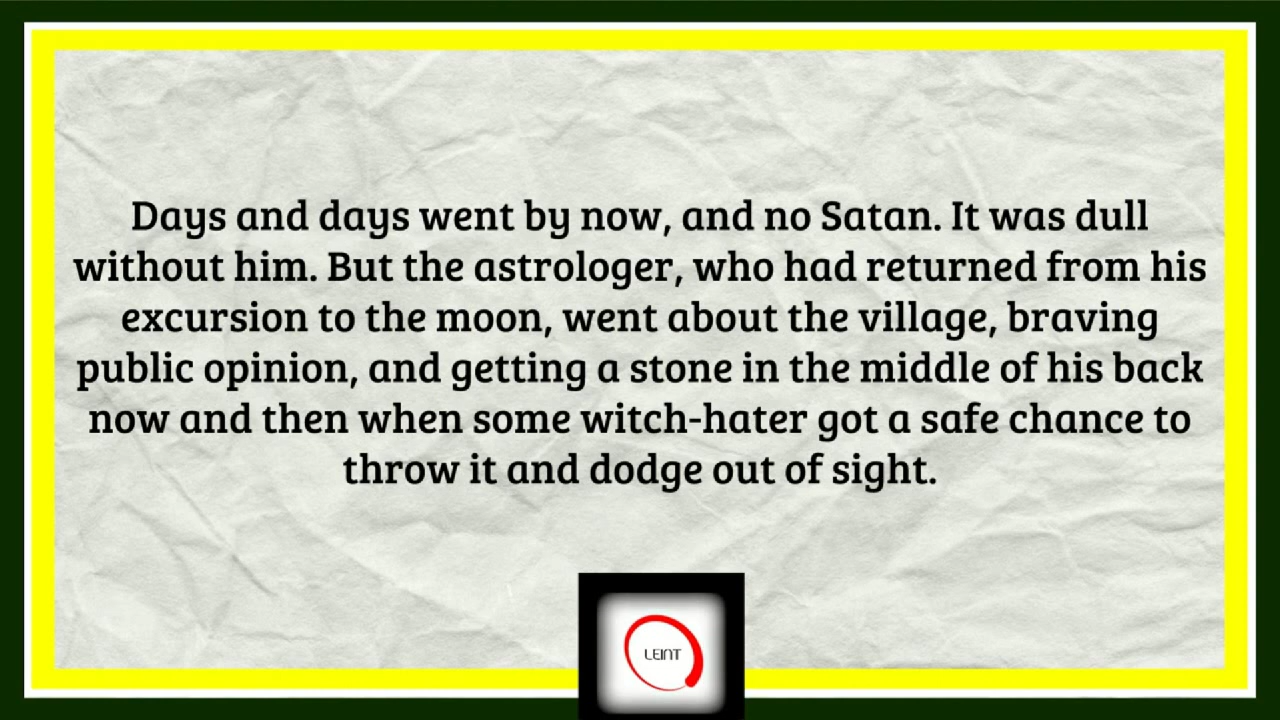 Days and days went by now, and no Satan. It was dull
without him. But the astrologer, who had returned from his
excursion to the moon, went about the village, braving
public opinion, and getting a stone in the middle of his back
now and then when some witch-hater got a safe chance to
throw it and dodge out of sight.
LEINT